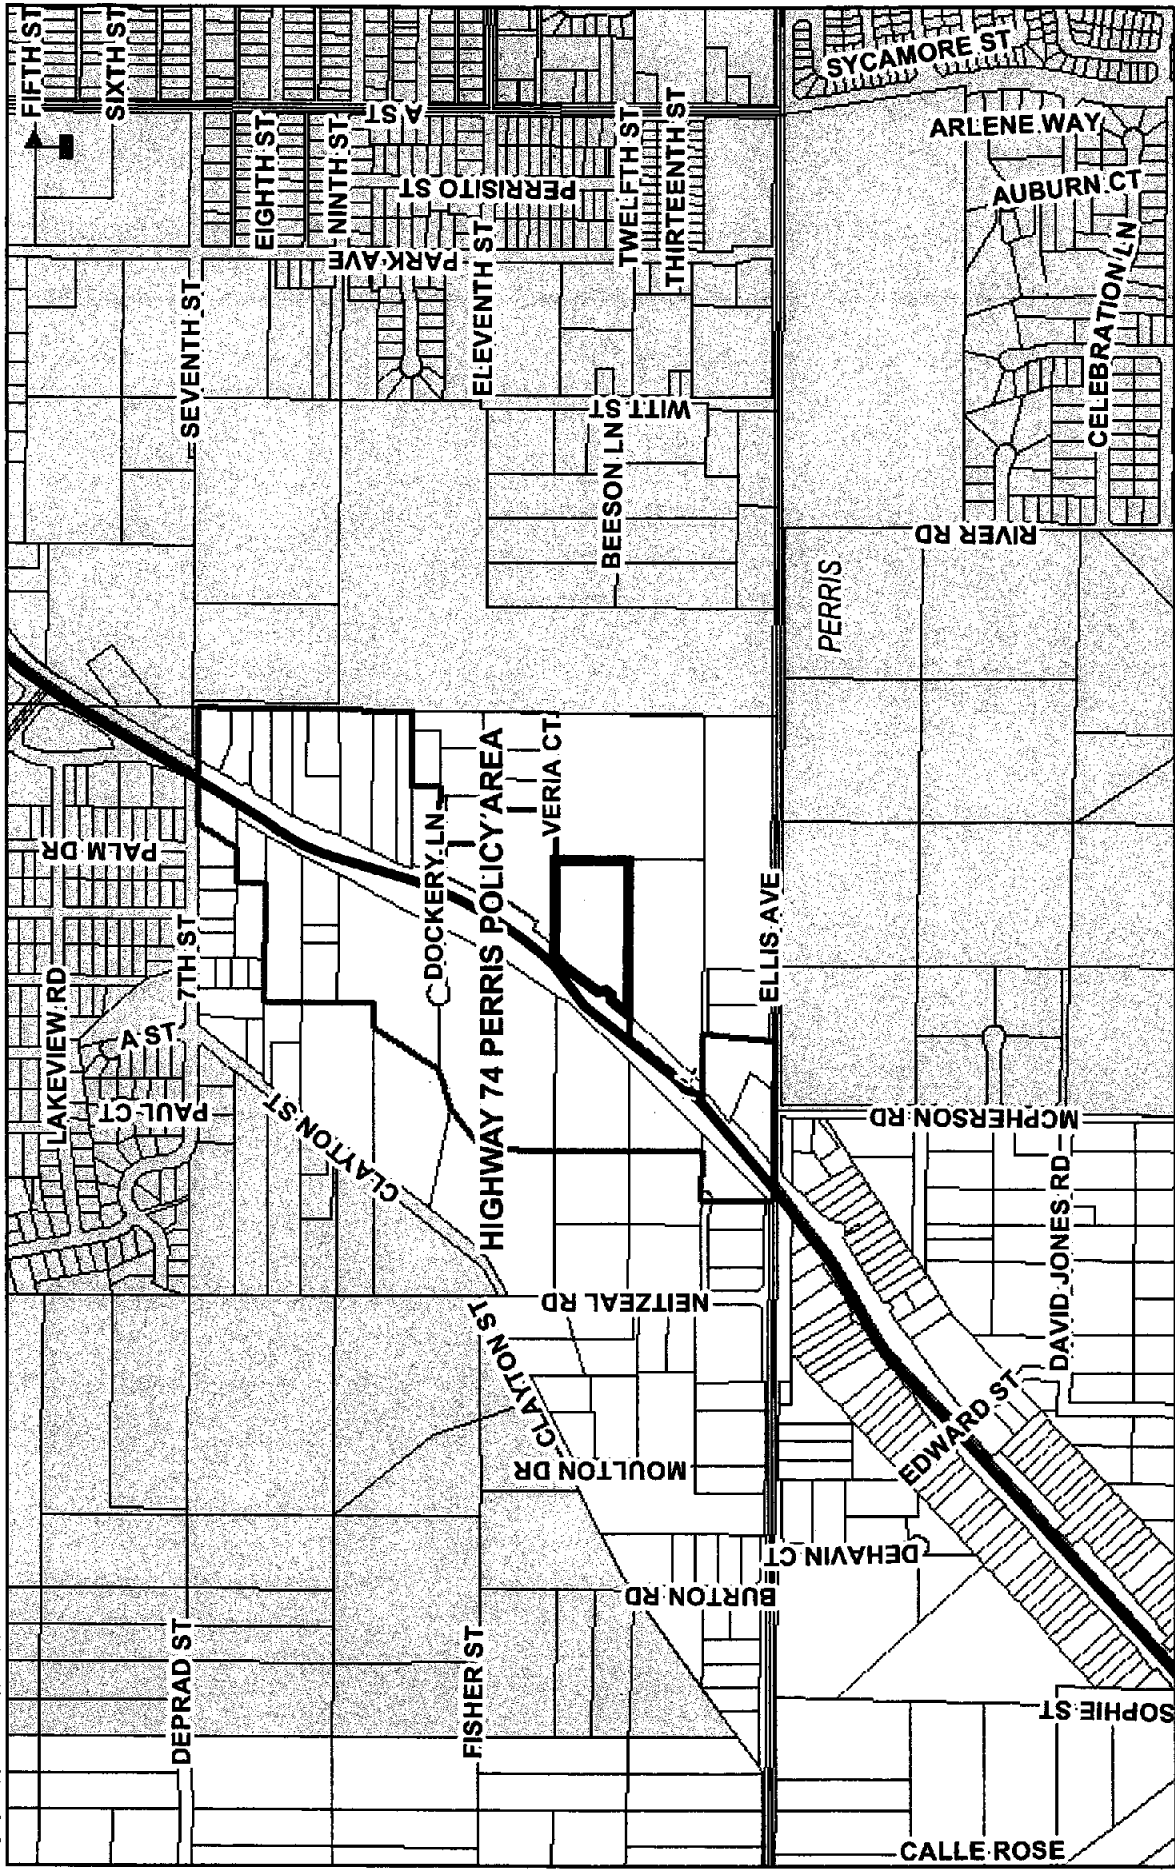 FIFTH ST
SIXTH ST
A ST
SYCAMORE ST
ARLENE WAY
EIGHTH ST
NINTH ST
PERRISITO ST
TWELFTH ST
THIRTEENTH ST
AUBURN CT
PARK AVE
ELEVENTH ST
SEVENTH ST
CELEBRATION LN
WITT ST
BEESON LN
RIVER RD
PERRIS
PALM DR
DOCKERY LN
VERIA CT
HIGHWAY 74 PERRIS POLICY AREA
7TH ST
LAKEVIEW RD
A ST
PAUL CT
ELLIS AVE
CLAYTON ST
MCPHERSON RD
DAVID JONES RD
NEITZEAL RD
CLAYTON ST
CLAYTON ST
EDWARD ST
MOULTON DR
DEHAVIN CT
BURTON RD
DEPRAD ST
FISHER ST
SOPHIE ST
CALLE ROSE